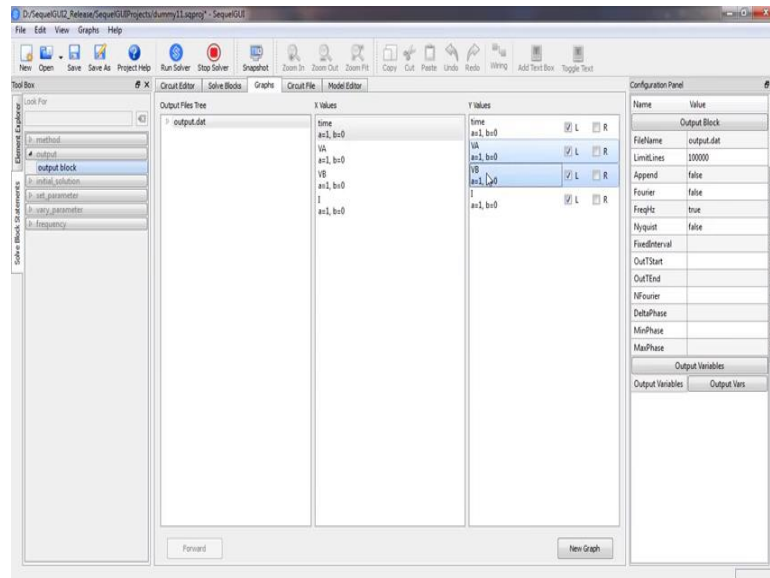 D:/SequelGUI2_Release/SequelGUIProjects/dummy11.sqproj* - SequelGUI
File Edit View Graphs Help
New Open Save Save As Project Help Run Solver Stop Solver Snapshot Zoom In Zoom Out Zoom Fit Copy Cut Paste Undo Redo Wiring Add Text Box Toggle Text
Tool Box
Circuit Editor Solve Blocks Graphs Circuit File Model Editor
Configuration Panel
Element Explorer
Solve Block Statements
Look For
method
output
output block
initial_solution
set_parameter
vary_parameter
frequency
Output Files Tree
output.dat
X Values
time
a=1, b=0
VA
a=1, b=0
VB
a=1, b=0
I
a=1, b=0
Y Values
time L R
a=1, b=0
VA L R
a=1, b=0
VB L R
a=1, b=0
I L R
a=1, b=0
Forward
New Graph
Name Value
Output Block
FileName output.dat
LimitLines 100000
Append false
Fourier false
FreqHz true
Nyquist false
FixedInterval
OutTStart
OutTEnd
NFourier
DeltaPhase
MinPhase
MaxPhase
Output Variables
Output Variables Output Vars